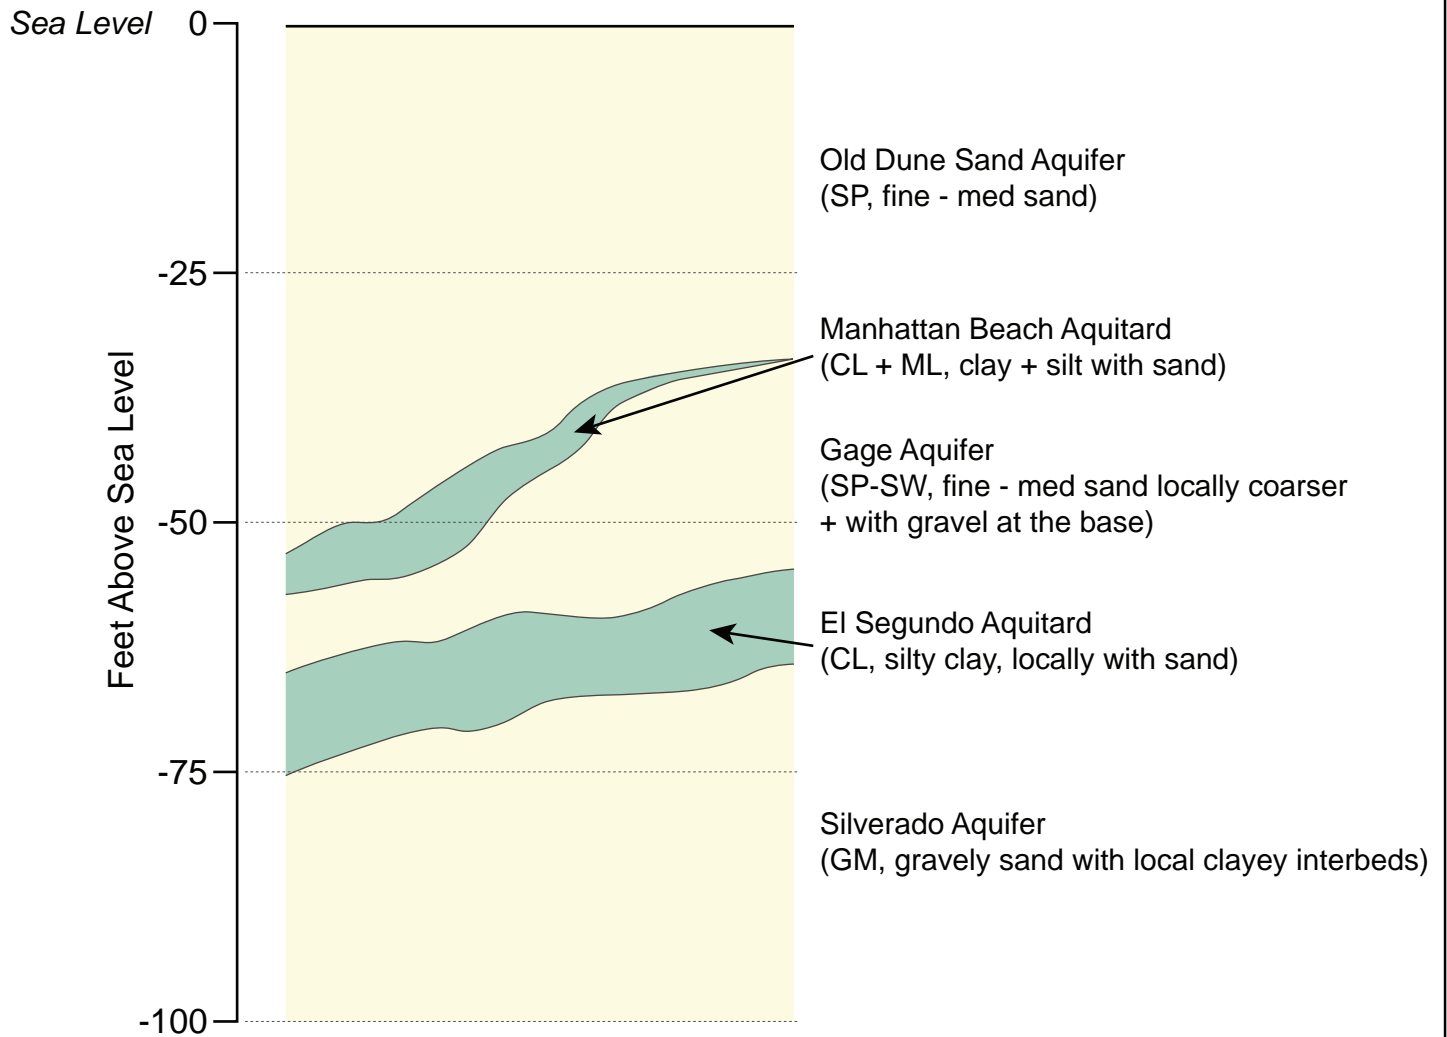 Sea Level 0
Old Dune Sand Aquifer
(SP, fine - med sand)
-25
Manhattan Beach Aquitard
(CL + ML, clay + silt with sand)
Feet Above Sea Level
Gage Aquifer
(SP-SW, fine - med sand locally coarser
+ with gravel at the base)
-50
El Segundo Aquitard
(CL, silty clay, locally with sand)
-75
Silverado Aquifer
(GM, gravely sand with local clayey interbeds)
-100